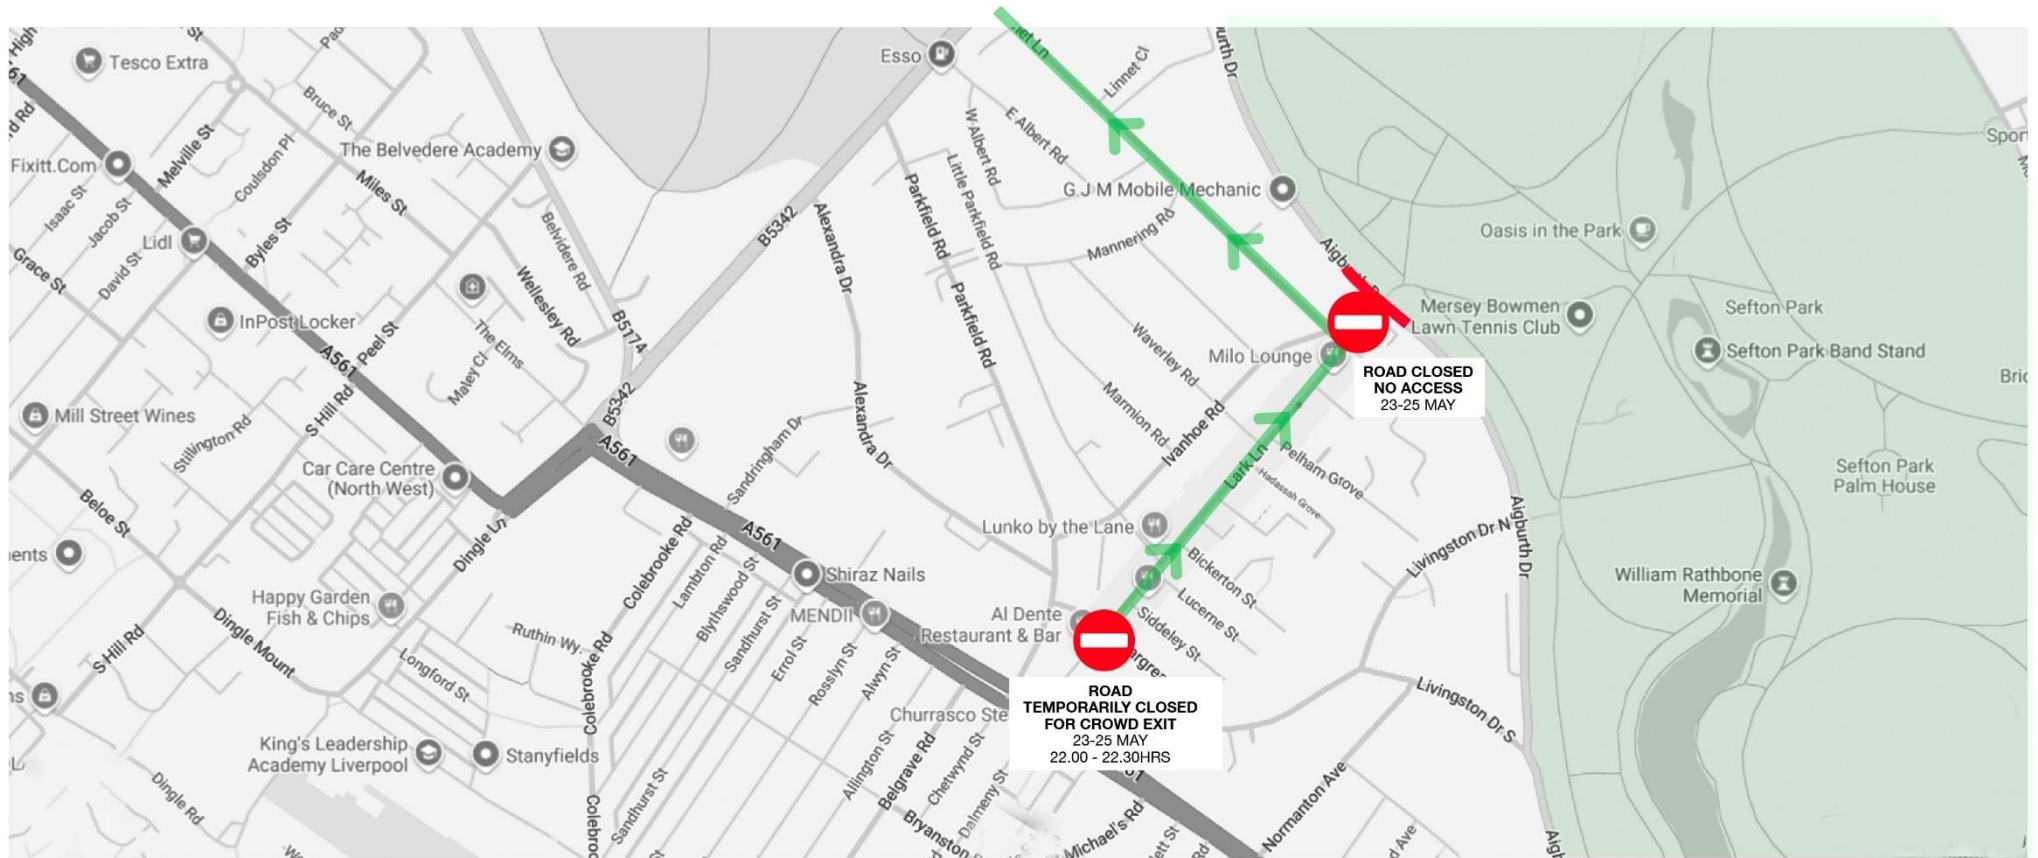 High
Tesco Extra
61
Esso
Linnet Cl
Bruce St
W Albert Rd
E Albert Rd
The Belvedere Academy
Fixitt.Com
Melville St
Coulsdon Pl
Little Parkfield Rd
G J M Mobile Mechanic
Isaac St
Jacob St
Miles St
Parkfield Rd
Alexandra Dr
B5342
Belvidere Rd
Mannering Rd
Oasis in the Park
Lidl
Byles St
Grace St
David St
Wellesley Rd
Parkfield Rd
Mersey Bowmen
Lawn Tennis Club
Sefton Park
InPost Locker
Peel St
The Elms
B5174
Waverley Rd
Milo Lounge
Sefton Park Band Stand
A561
Maley Cl
ROAD CLOSED
NO ACCESS
23-25 MAY
B5342
Mill Street Wines
S Hill Rd
Stillington Rd
A561
Alexandra Dr
Marmion Rd
Ivanhoe Rd
Sandringham Dr
Lark Ln
Pelham Grove
Hadassah Grove
Car Care Centre
(North West)
Sefton Park
Palm House
Beloe St
Dingle Ln
A561
Lunko by the Lane
Livingston Dr N
Aigburth Dr
Colebrooke Rd
Lambton Rd
Blythswood St
Shiraz Nails
Bickerton St
William Rathbone
Memorial
Happy Garden
Fish & Chips
Dingle Mount
Sandhurst St
MENDII
Al Dente
Restaurant & Bar
Lucerne St
Siddeley St
S Hill Rd
Ruthin Wy.
Errol St
Rosslyn St
Alwyn St
Longford St
Colebrooke Rd
Livingston Dr S
ROAD
TEMPORARILY CLOSED
FOR CROWD EXIT
23-25 MAY
22.00 - 22.30HRS
Churrasco Ste
King's Leadership
Academy Liverpool
Stanyfields
Allington St
Belgrave Rd
Chetwynd St
Dalmeny St
Dingle Rd
Sandhurst St
Bryanston
Michael's Rd
Normanton Ave